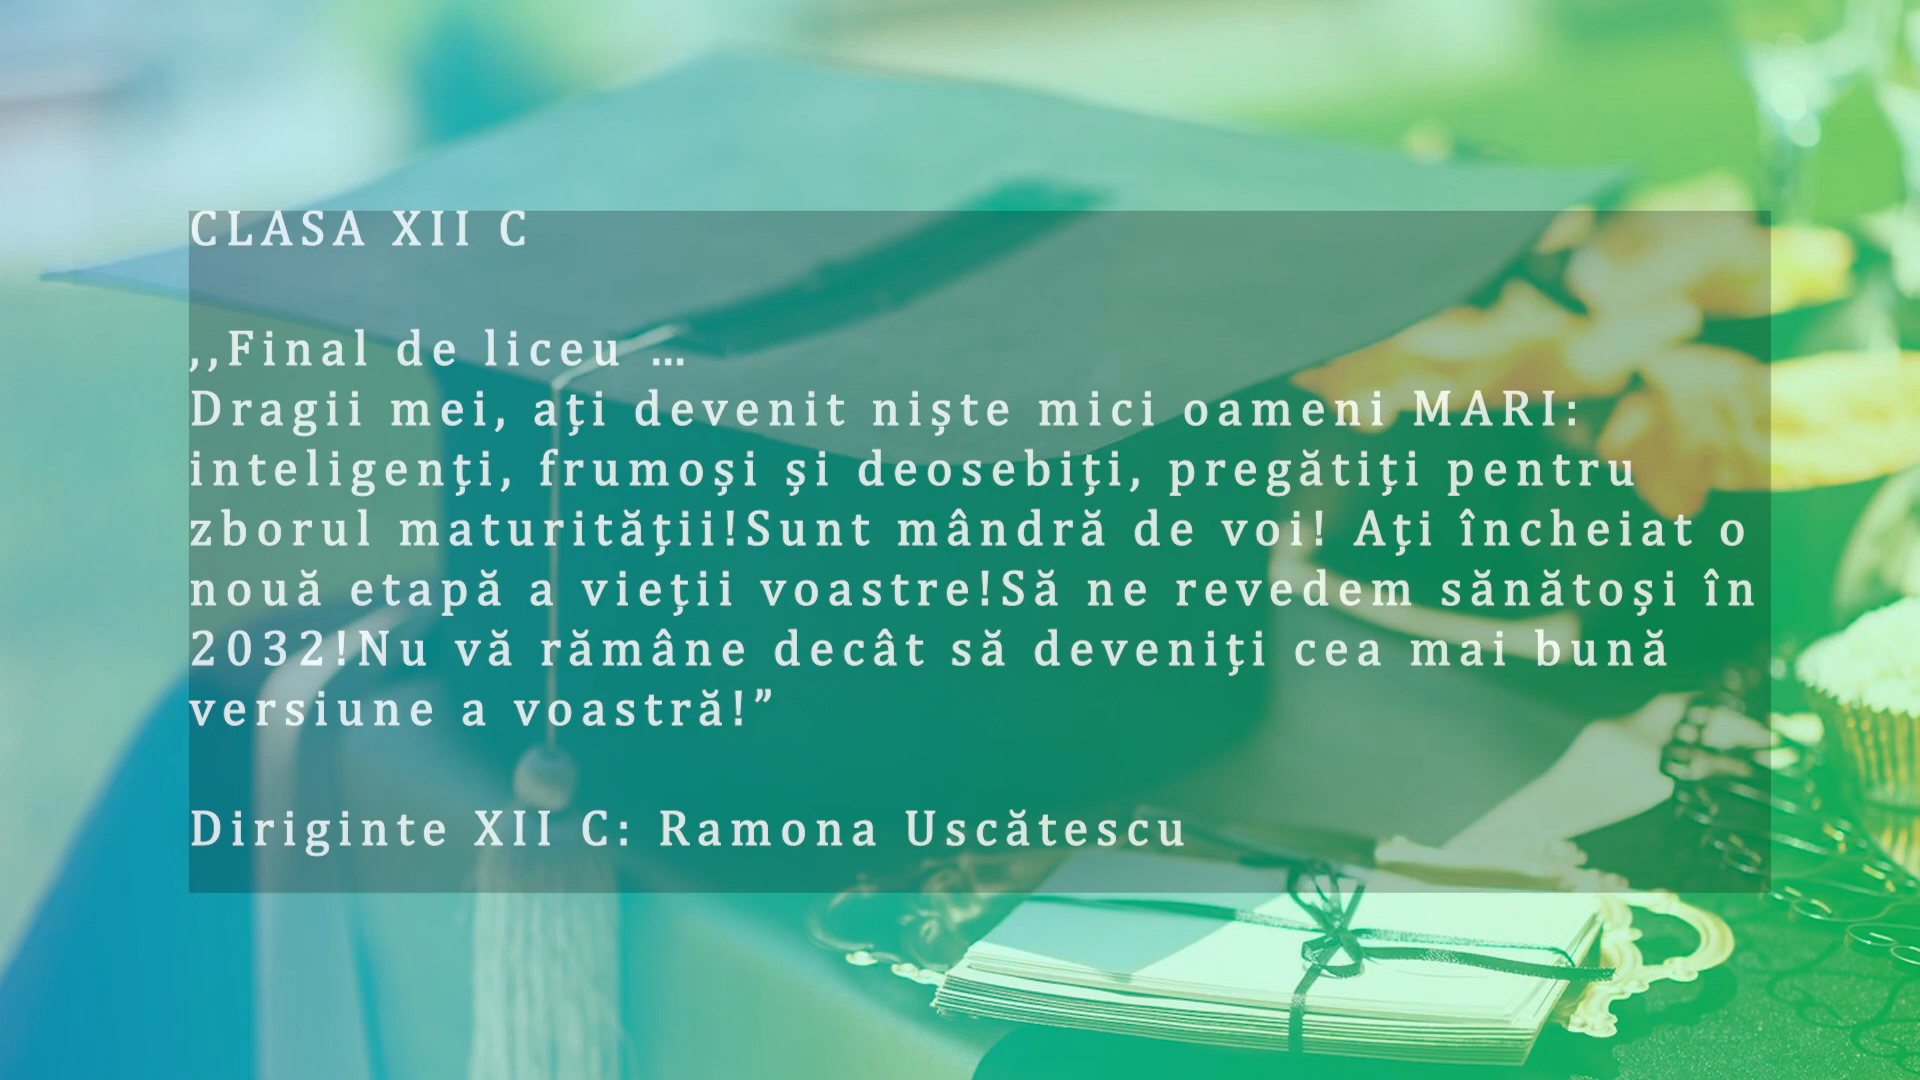 CLASA XII C
,,Final de liceu ...
Dragii mei, ați devenit niște mici oameni MARI:
inteligenți, frumoși și deosebiți, pregătiți pentru
zborul maturității!Sunt mândră de voi! Ați încheiat o
nouă etapă a vieții voastre!Să ne revedem sănătoși în
2032!Nu vă rămâne decât să deveniți cea mai bună
versiune a voastră!”
Diriginte XII C: Ramona Uscătescu